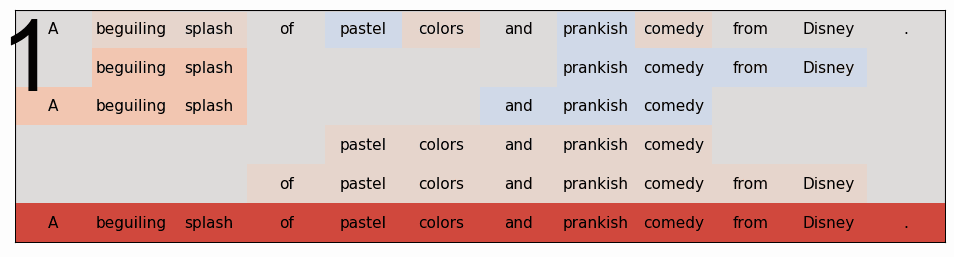 1
A beguiling splash of pastel colors and prankish comedy from Disney .
beguiling splash prankish comedy from Disney
A beguiling splash and prankish comedy
pastel colors and prankish comedy
of pastel colors and prankish comedy from Disney
A beguiling splash of pastel colors and prankish comedy from Disney .